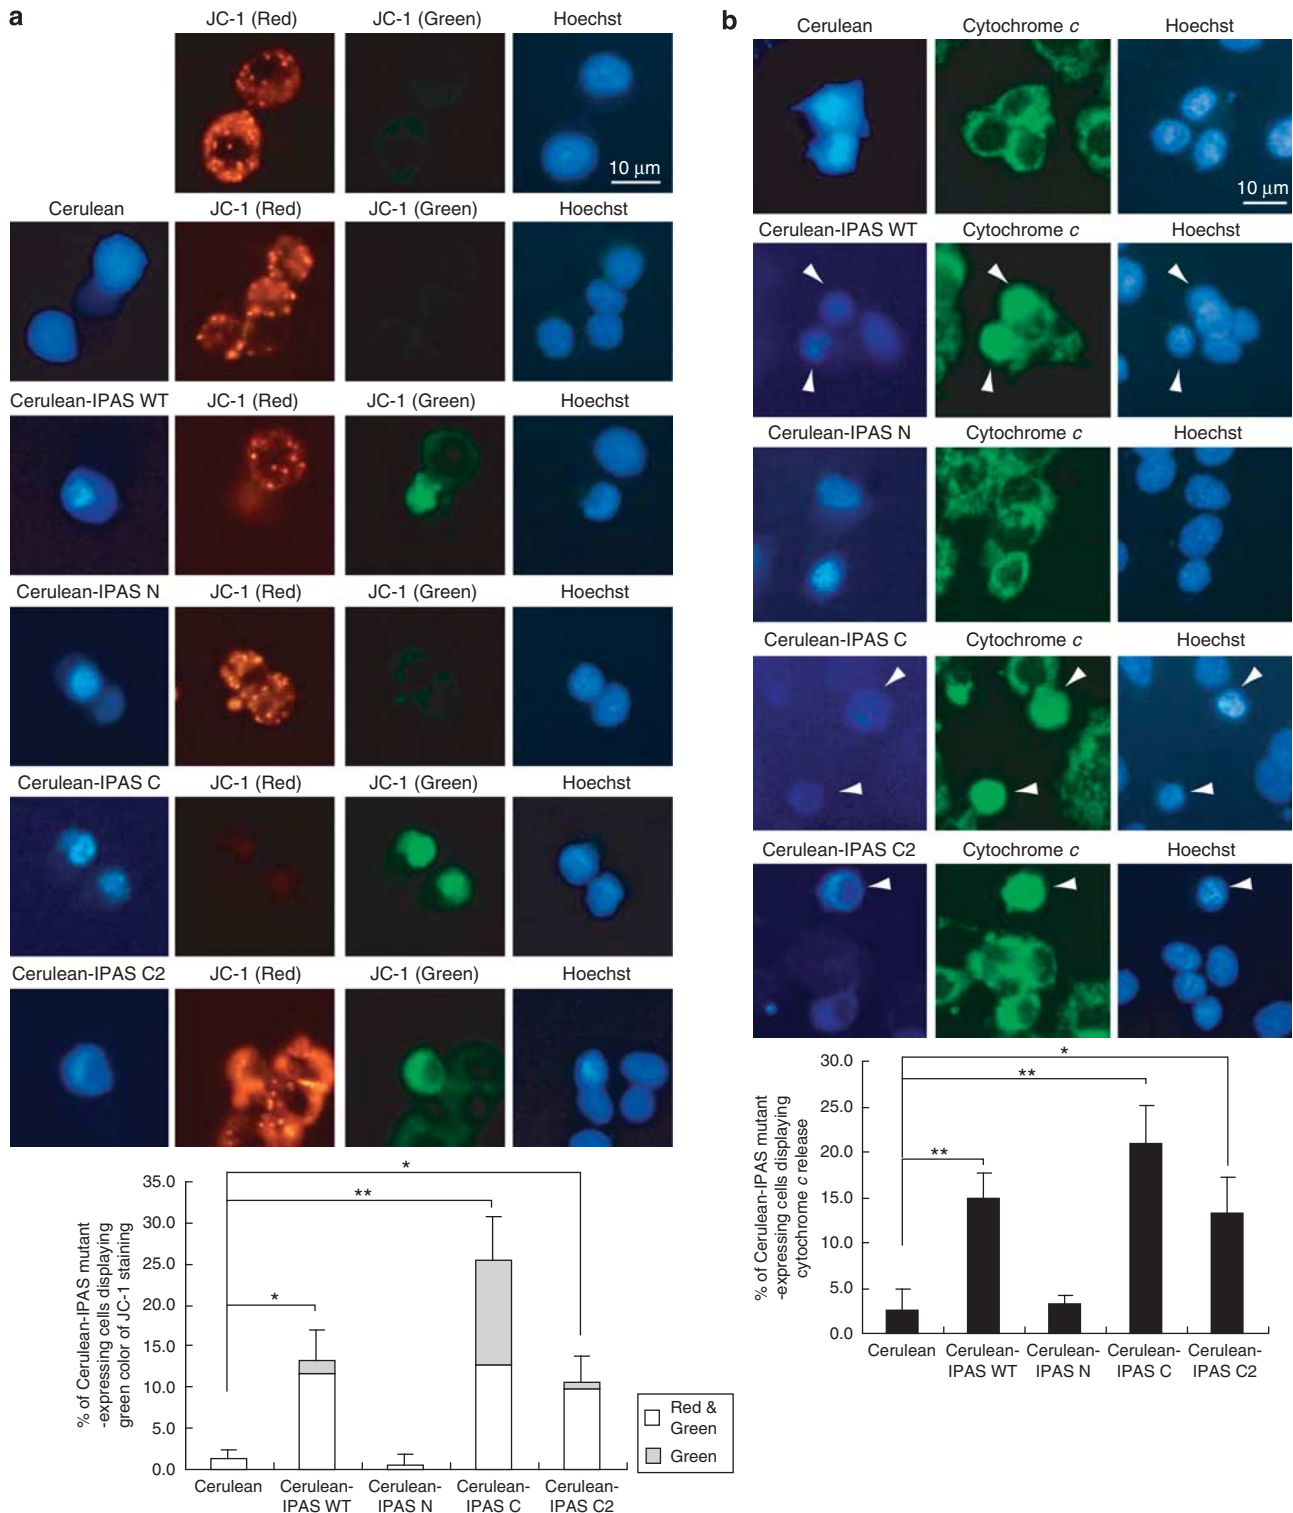 a
JC-1 (Red) JC-1 (Green) Hoechst
10 μm
Cerulean JC-1 (Red) JC-1 (Green) Hoechst
Cerulean-IPAS WT JC-1 (Red) JC-1 (Green) Hoechst
Cerulean-IPAS N JC-1 (Red) JC-1 (Green) Hoechst
Cerulean-IPAS C JC-1 (Red) JC-1 (Green) Hoechst
Cerulean-IPAS C2 JC-1 (Red) JC-1 (Green) Hoechst
% of Cerulean-IPAS mutant
-expressing cells displaying
green color of JC-1 staining
35.0
30.0
25.0
20.0
15.0
10.0
5.0
0.0
*
**
*
Cerulean Cerulean- Cerulean- Cerulean- Cerulean-
IPAS WT IPAS N IPAS C IPAS C2
Red &
Green
Green
b
Cerulean Cytochrome c Hoechst
10 μm
Cerulean-IPAS WT Cytochrome c Hoechst
Cerulean-IPAS N Cytochrome c Hoechst
Cerulean-IPAS C Cytochrome c Hoechst
Cerulean-IPAS C2 Cytochrome c Hoechst
% of Cerulean-IPAS mutant
-expressing cells displaying
cytochrome c release
30.0
25.0
20.0
15.0
10.0
5.0
0.0
*
**
**
Cerulean Cerulean- Cerulean- Cerulean- Cerulean-
IPAS WT IPAS N IPAS C IPAS C2